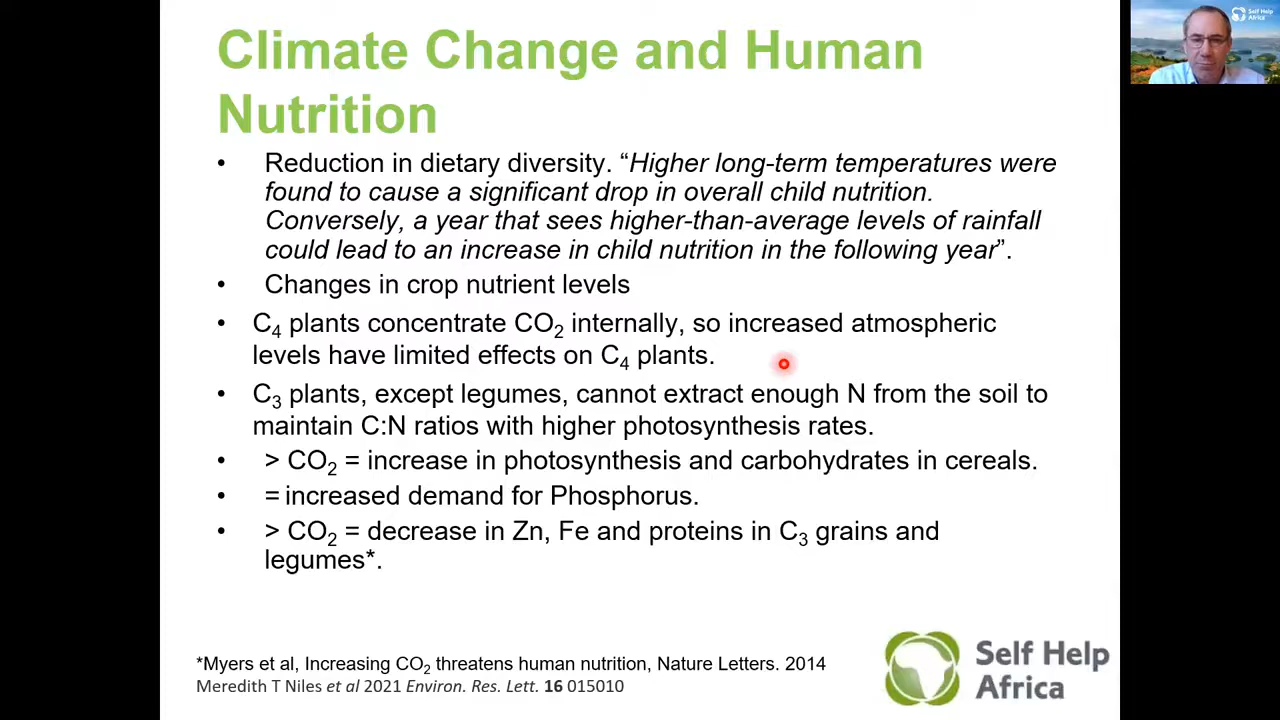 Climate Change and Human
Nutrition
• Reduction in dietary diversity. “Higher long-term temperatures were
found to cause a significant drop in overall child nutrition.
Conversely, a year that sees higher-than-average levels of rainfall
could lead to an increase in child nutrition in the following year”.
• Changes in crop nutrient levels
• C₄ plants concentrate CO₂ internally, so increased atmospheric
levels have limited effects on C₄ plants.
• C₃ plants, except legumes, cannot extract enough N from the soil to
maintain C:N ratios with higher photosynthesis rates.
• > CO₂ = increase in photosynthesis and carbohydrates in cereals.
• = increased demand for Phosphorus.
• > CO₂ = decrease in Zn, Fe and proteins in C₃ grains and
legumes*.
*Myers et al, Increasing CO₂ threatens human nutrition, Nature Letters. 2014
Meredith T Niles et al 2021 Environ. Res. Lett. 16 015010
Self Help
Africa
Self Help
Africa